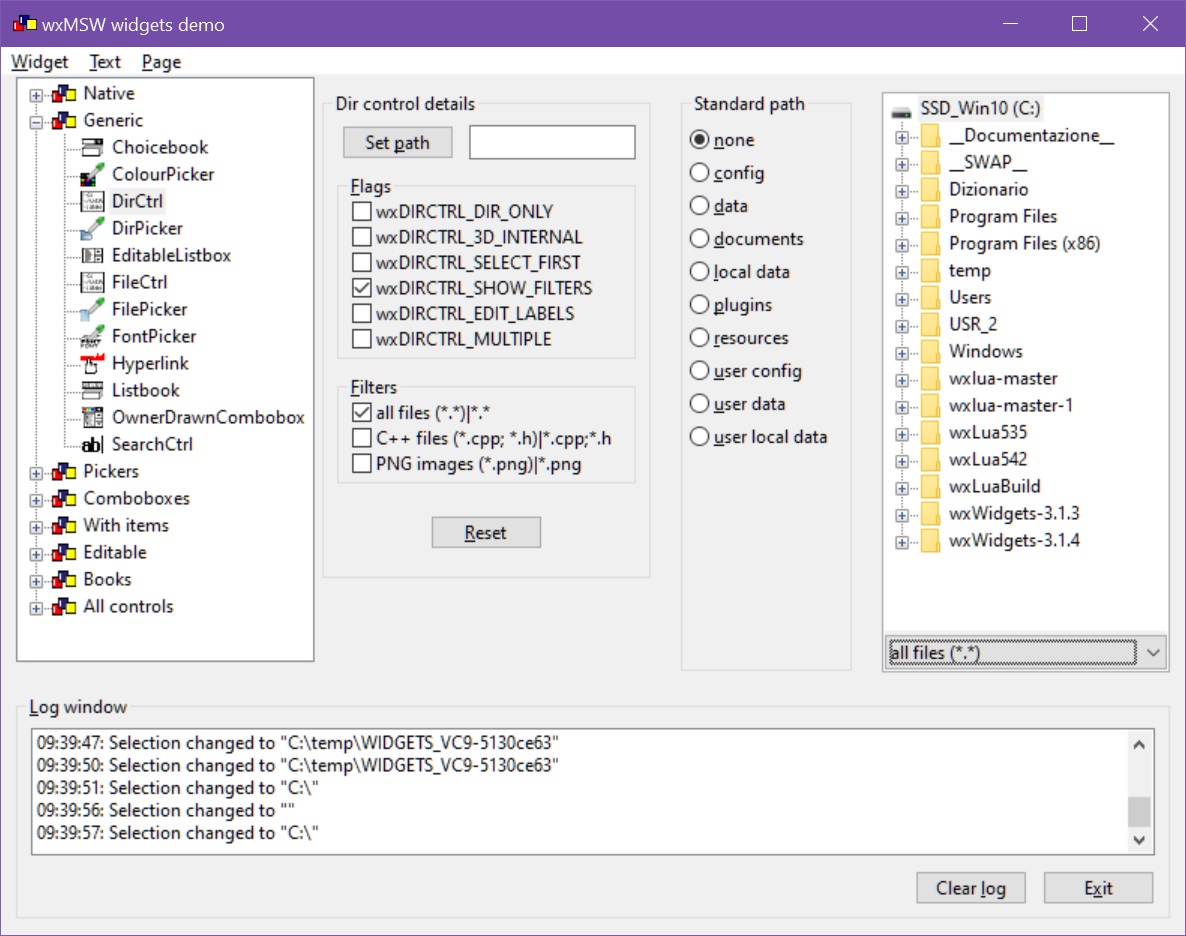 wxMSW widgets demo
Widget Text Page
Native
Generic
Choicebook
ColourPicker
DirCtrl
DirPicker
EditableListbox
FileCtrl
FilePicker
FontPicker
Hyperlink
Listbook
OwnerDrawnCombobox
SearchCtrl
Pickers
Comboboxes
With items
Editable
Books
All controls
Dir control details
Set path
Flags
wxDIRCTRL_DIR_ONLY
wxDIRCTRL_3D_INTERNAL
wxDIRCTRL_SELECT_FIRST
wxDIRCTRL_SHOW_FILTERS
wxDIRCTRL_EDIT_LABELS
wxDIRCTRL_MULTIPLE
Filters
all files (*.*)|*.*
C++ files (*.cpp; *.h)|*.cpp;*.h
PNG images (*.png)|*.png
Reset
Standard path
none
config
data
documents
local data
plugins
resources
user config
user data
user local data
SSD_Win10 (C:)
__Documentazione__
__SWAP__
Dizionario
Program Files
Program Files (x86)
temp
Users
USR_2
Windows
wxlua-master
wxlua-master-1
wxLua535
wxLua542
wxLuaBuild
wxWidgets-3.1.3
wxWidgets-3.1.4
all files (*.*)
Log window
09:39:47: Selection changed to "C:\temp\WIDGETS_VC9-5130ce63"
09:39:50: Selection changed to "C:\temp\WIDGETS_VC9-5130ce63"
09:39:51: Selection changed to "C:\"
09:39:56: Selection changed to ""
09:39:57: Selection changed to "C:\"
Clear log
Exit